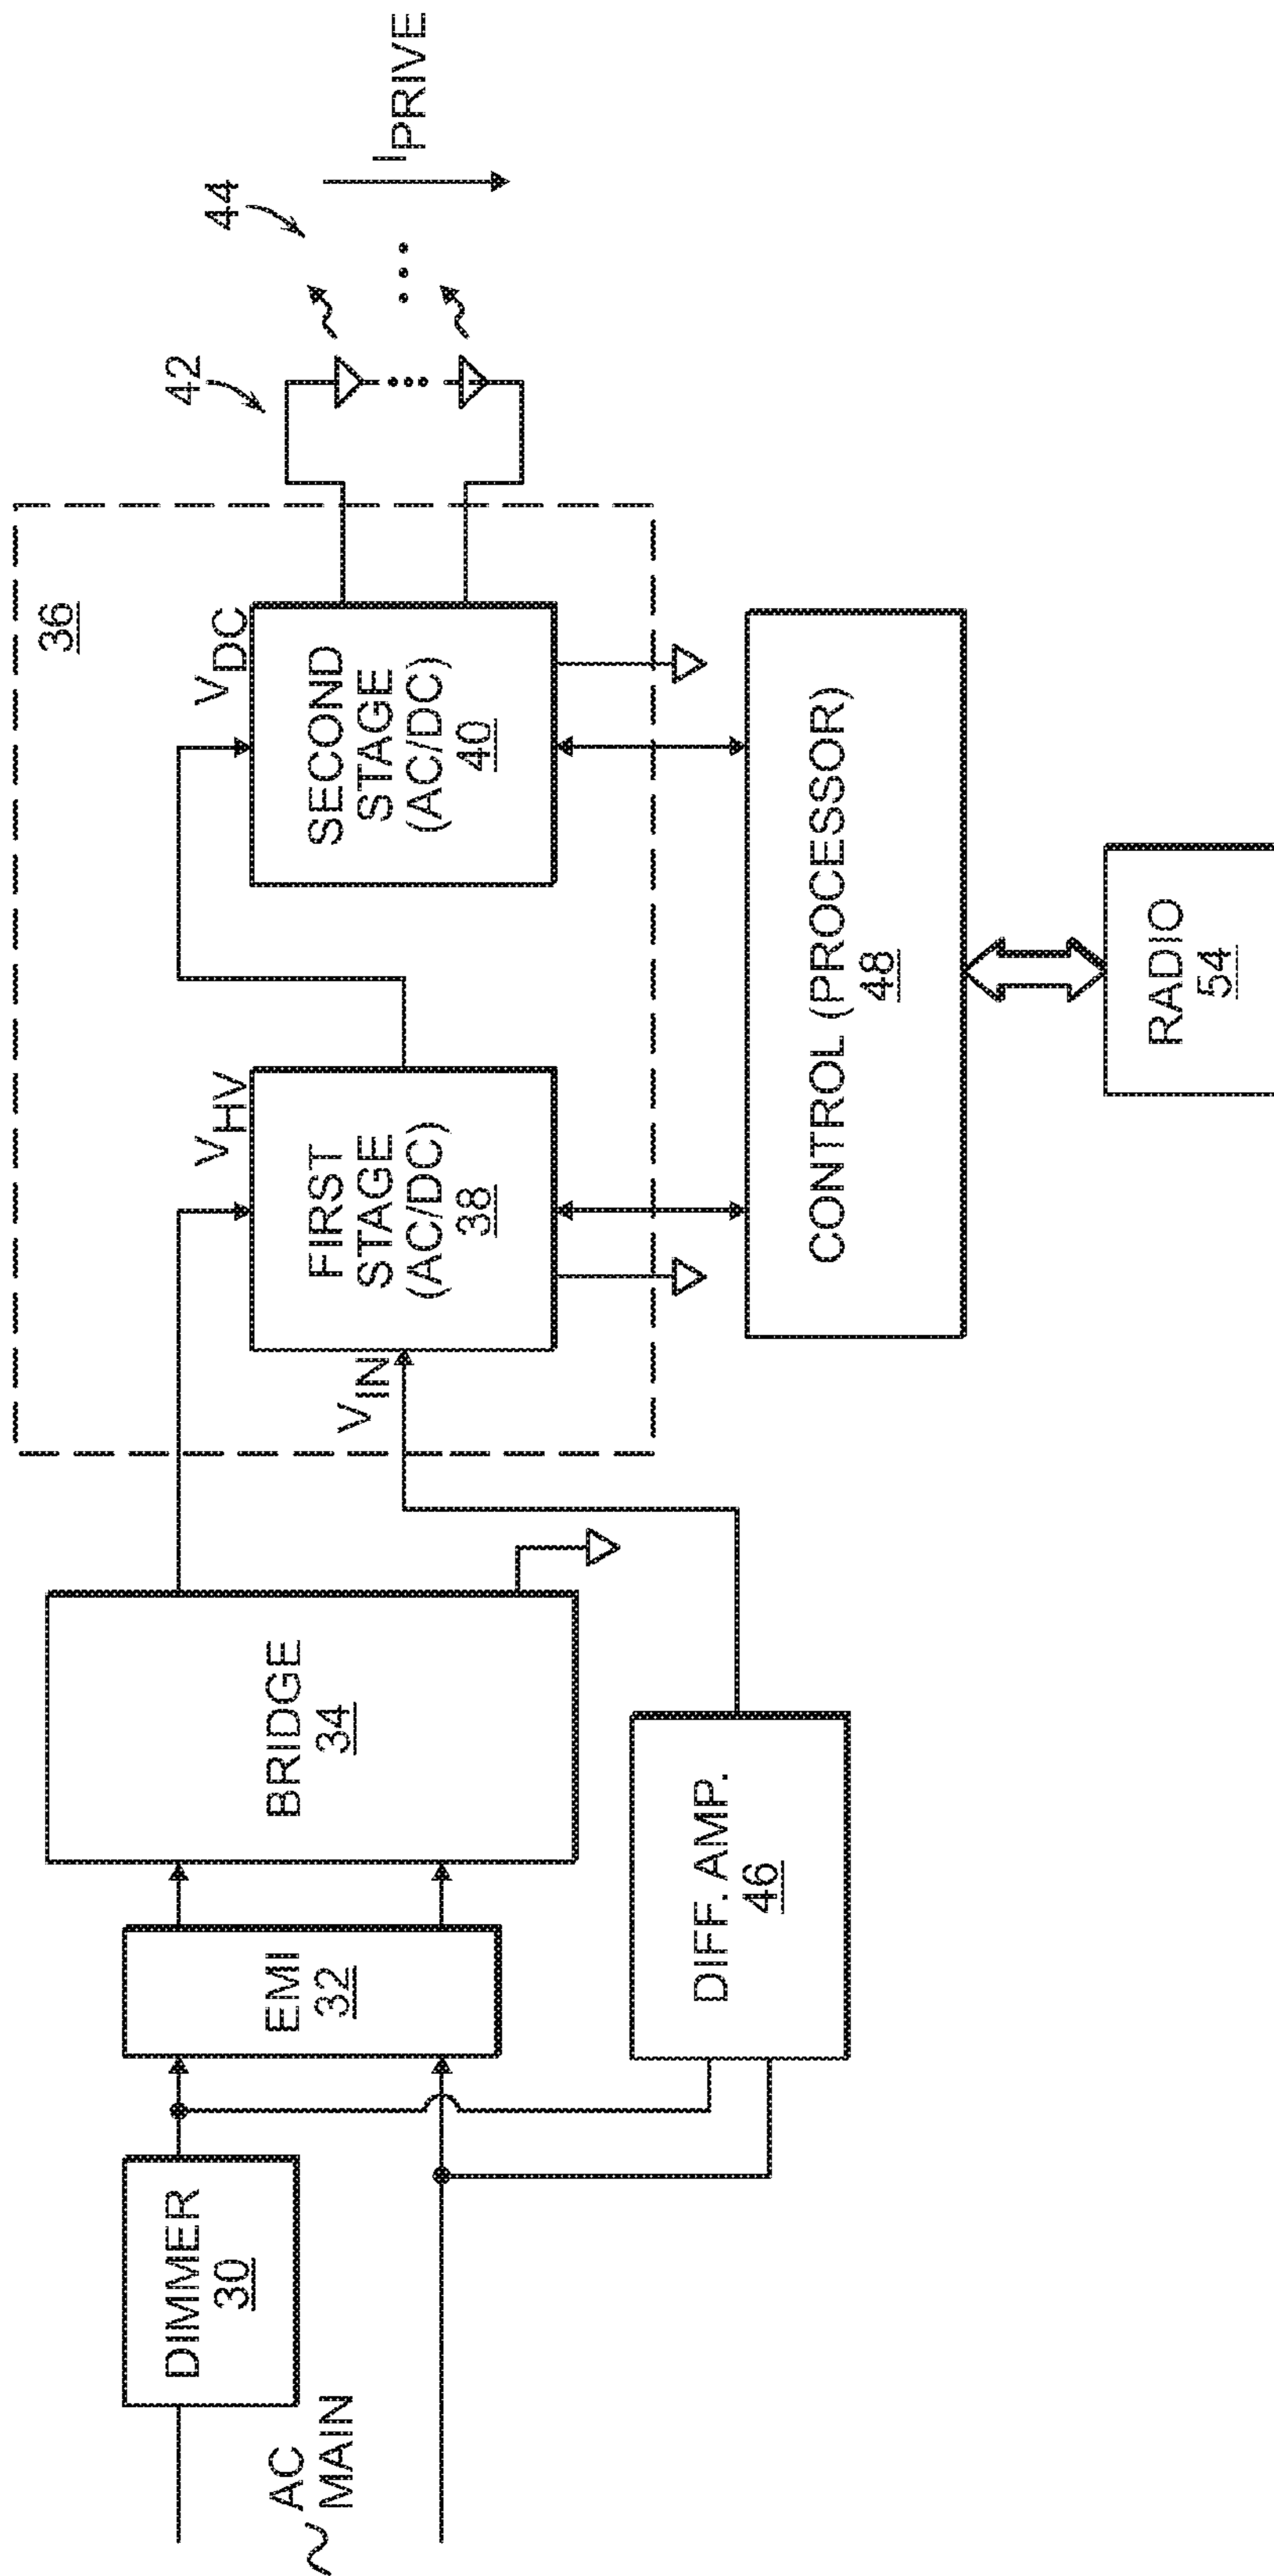 AC
MAIN
DIMMER
30
EMI
32
BRIDGE
34
DIFF. AMP.
46
36
VIN
VHV
FIRST
STAGE
(AC/DC)
38
VDC
SECOND
STAGE
(AC/DC)
40
CONTROL (PROCESSOR)
48
RADIO
54
42
44
IPRIVE